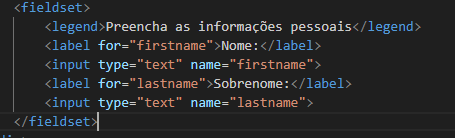 <fieldset>
    <legend>Preencha as informações pessoais</legend>
    <label for="firstname">Nome:</label>
    <input type="text" name="firstname">
    <label for="lastname">Sobrenome:</label>
    <input type="text" name="lastname">
</fieldset>